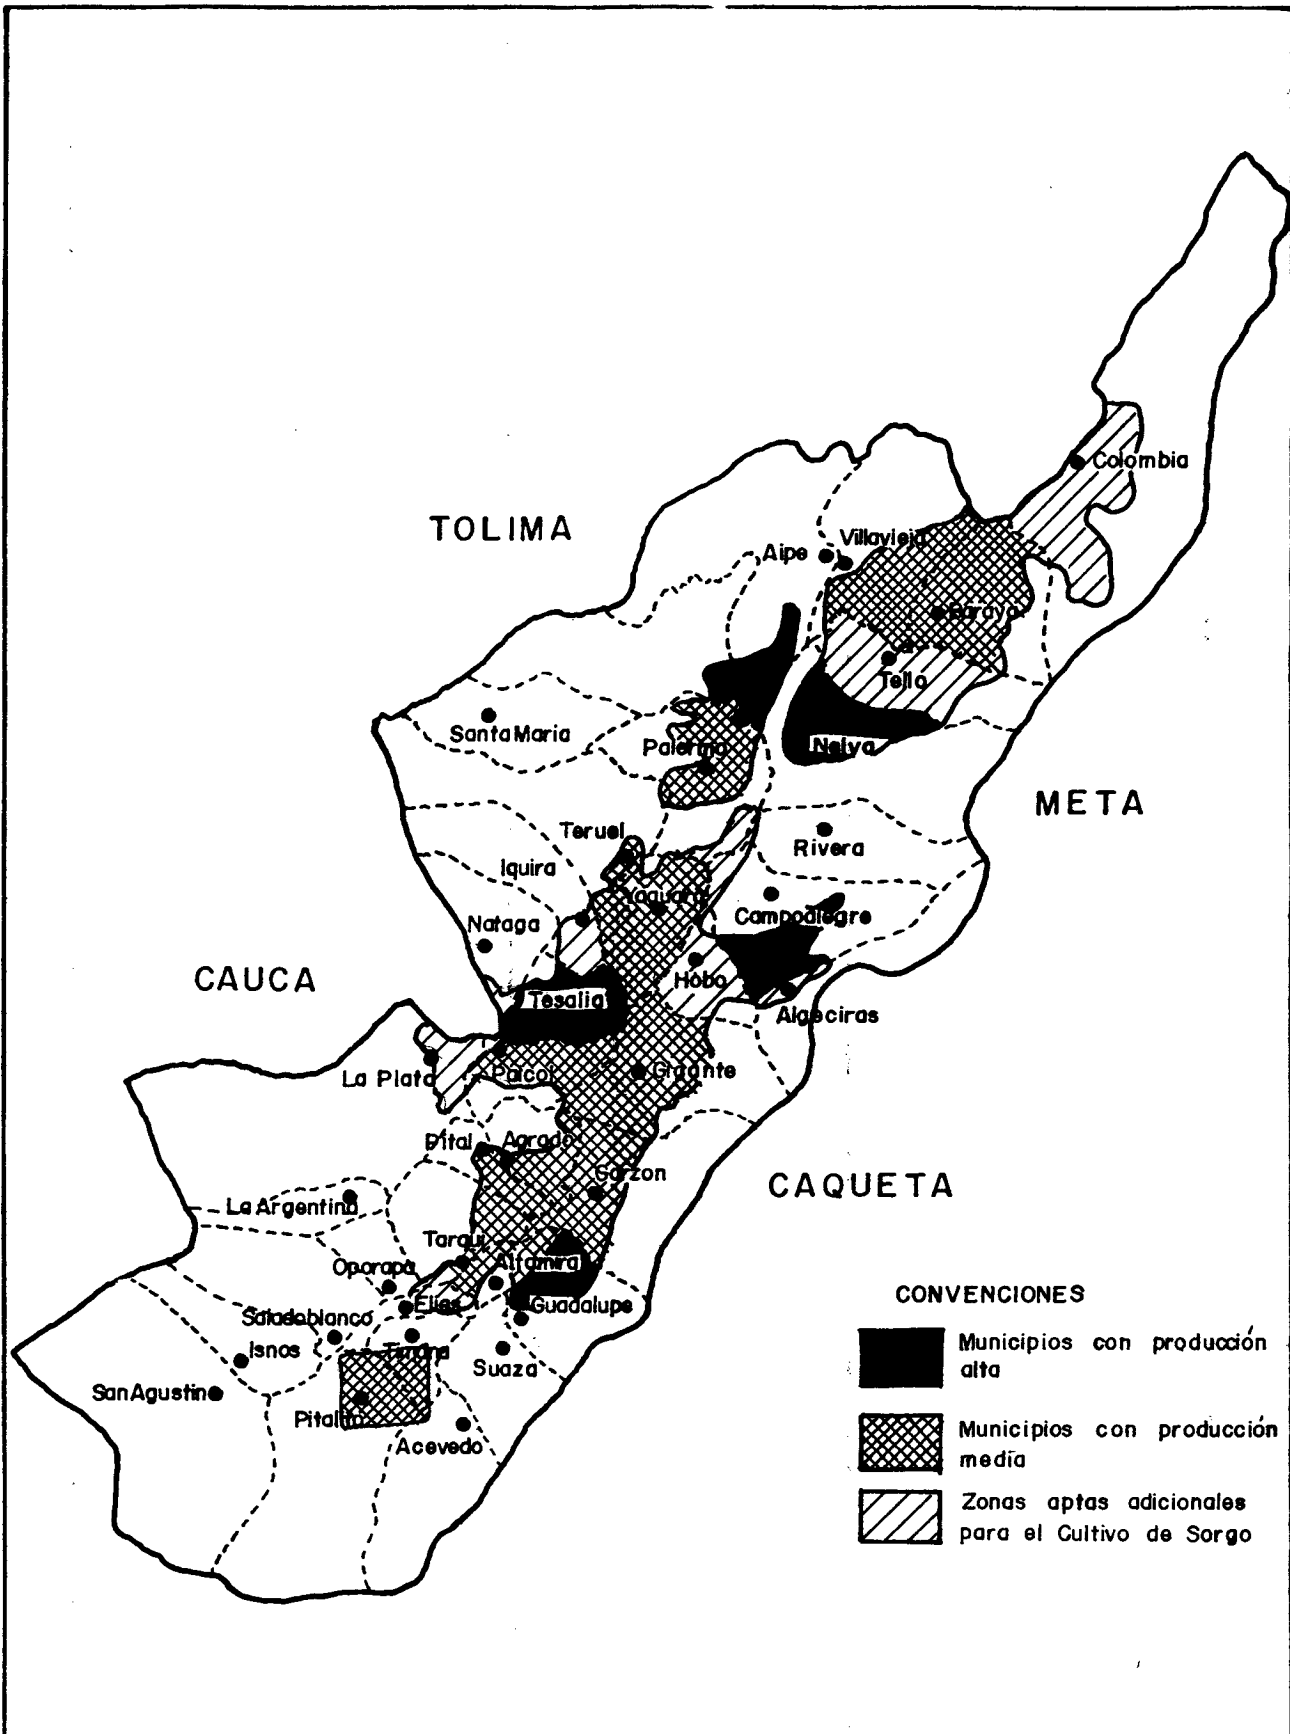 Colombia
TOLIMA
Villavieja
Aipe
Baraya
Tello
Santa Maria
Palermo
Neiva
META
Teruel
Rivera
Iquira
Yaguara
Campoalegre
Nataga
CAUCA
Hobo
Tesalia
Algeciras
La Plata
Paicol
Gigante
Pital
Agrado
Garzon
CAQUETA
La Argentina
Tarqui
Altamira
Oporapa
Elias
Guadalupe
Saladoblanco
Isnos
Timana
Suaza
San Agustin
Pitalito
Acevedo
CONVENCIONES
Municipios con producción
alta
Municipios con producción
media
Zonas aptas adicionales
para el Cultivo de Sorgo